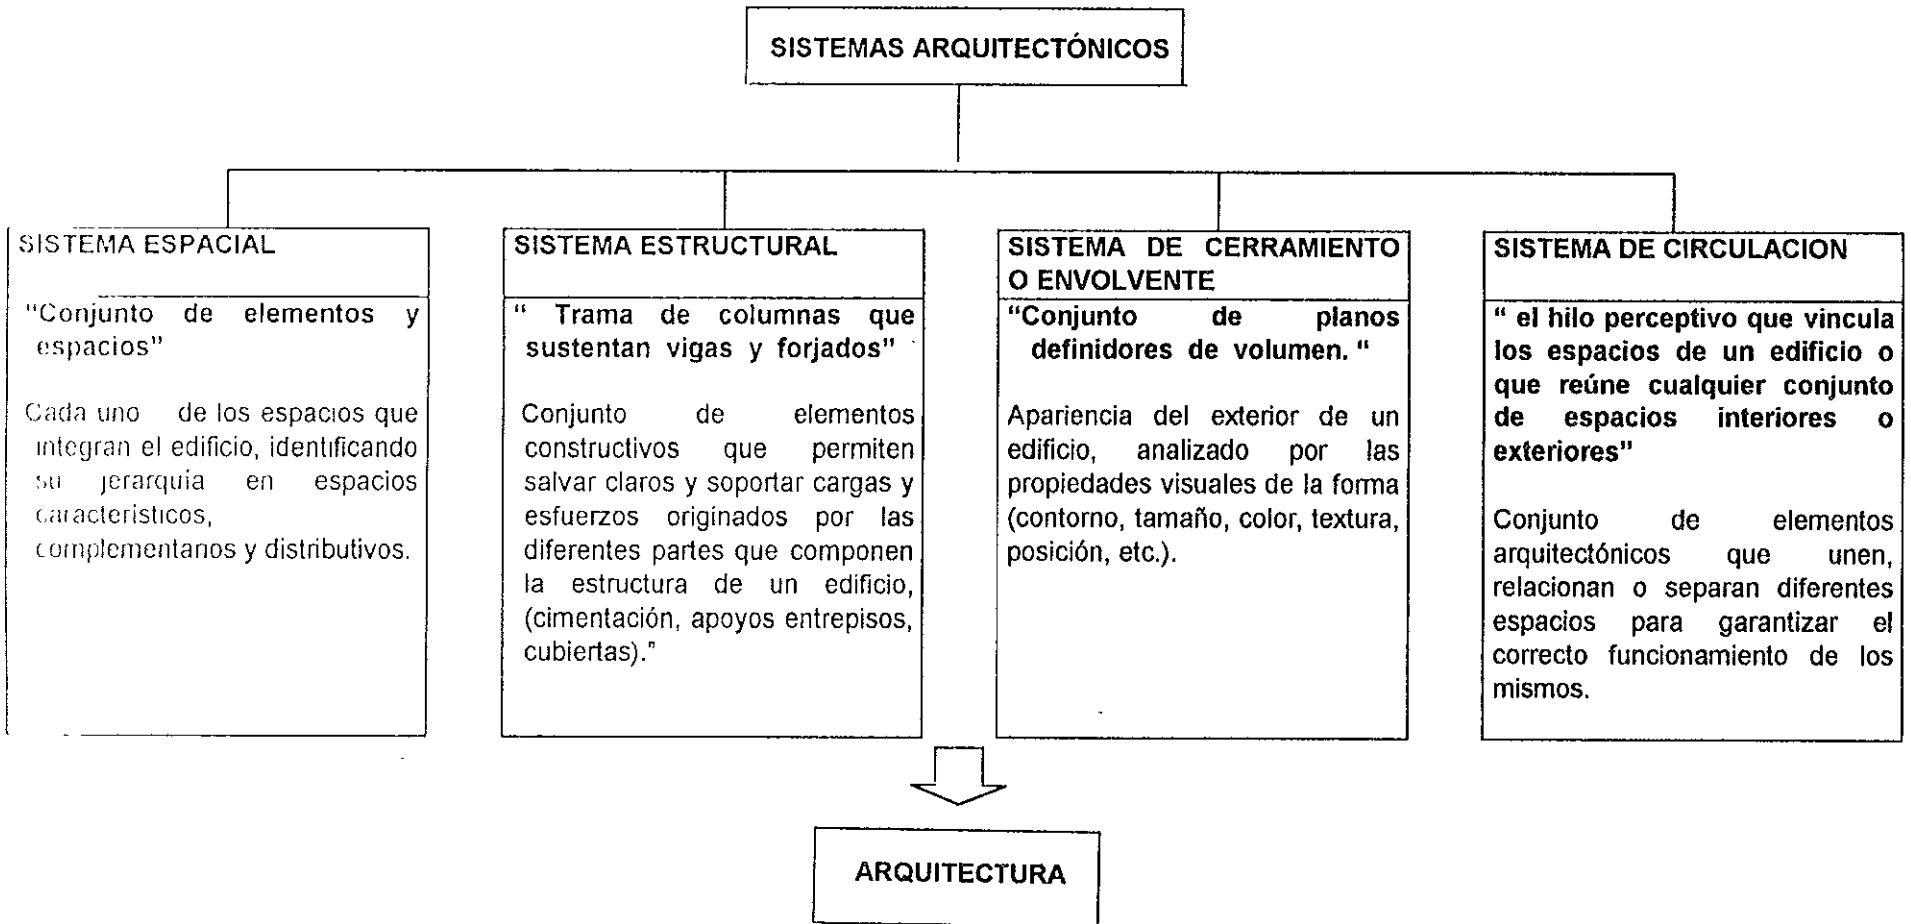 SISTEMAS ARQUITECTÓNICOS
SISTEMA ESPACIAL
"Conjunto de elementos y
espacios"
Cada uno de los espacios que
integran el edificio, identificando
su jerarquia en espacios
caracteristicos,
complementarios y distributivos.
SISTEMA ESTRUCTURAL
" Trama de columnas que
sustentan vigas y forjados"
Conjunto de elementos
constructivos que permiten
salvar claros y soportar cargas y
esfuerzos originados por las
diferentes partes que componen
la estructura de un edificio,
(cimentación, apoyos entrepisos,
cubiertas)."
SISTEMA DE CERRAMIENTO
O ENVOLVENTE
"Conjunto de planos
definidores de volumen. "
Apariencia del exterior de un
edificio, analizado por las
propiedades visuales de la forma
(contorno, tamaño, color, textura,
posición, etc.).
SISTEMA DE CIRCULACION
" el hilo perceptivo que vincula
los espacios de un edificio o
que reúne cualquier conjunto
de espacios interiores o
exteriores"
Conjunto de elementos
arquitectónicos que unen,
relacionan o separan diferentes
espacios para garantizar el
correcto funcionamiento de los
mismos.
ARQUITECTURA